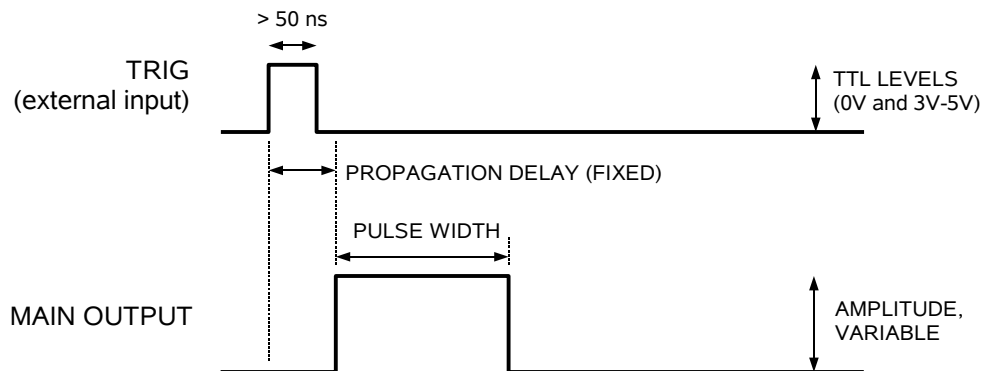 > 50 ns
TRIG
(external input)
TTL LEVELS
(0V and 3V-5V)
PROPAGATION DELAY (FIXED)
PULSE WIDTH
MAIN OUTPUT
AMPLITUDE,
VARIABLE